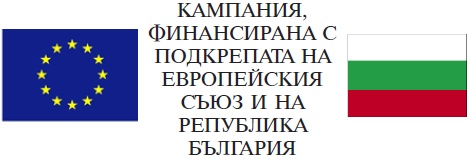 КАМПАНИЯ,
ФИНАНСИРАНА С
ПОДКРЕПАТА НА
ЕВРОПЕЙСКИЯ
СЪЮЗ И НА
РЕПУБЛИКА
БЪЛГАРИЯ